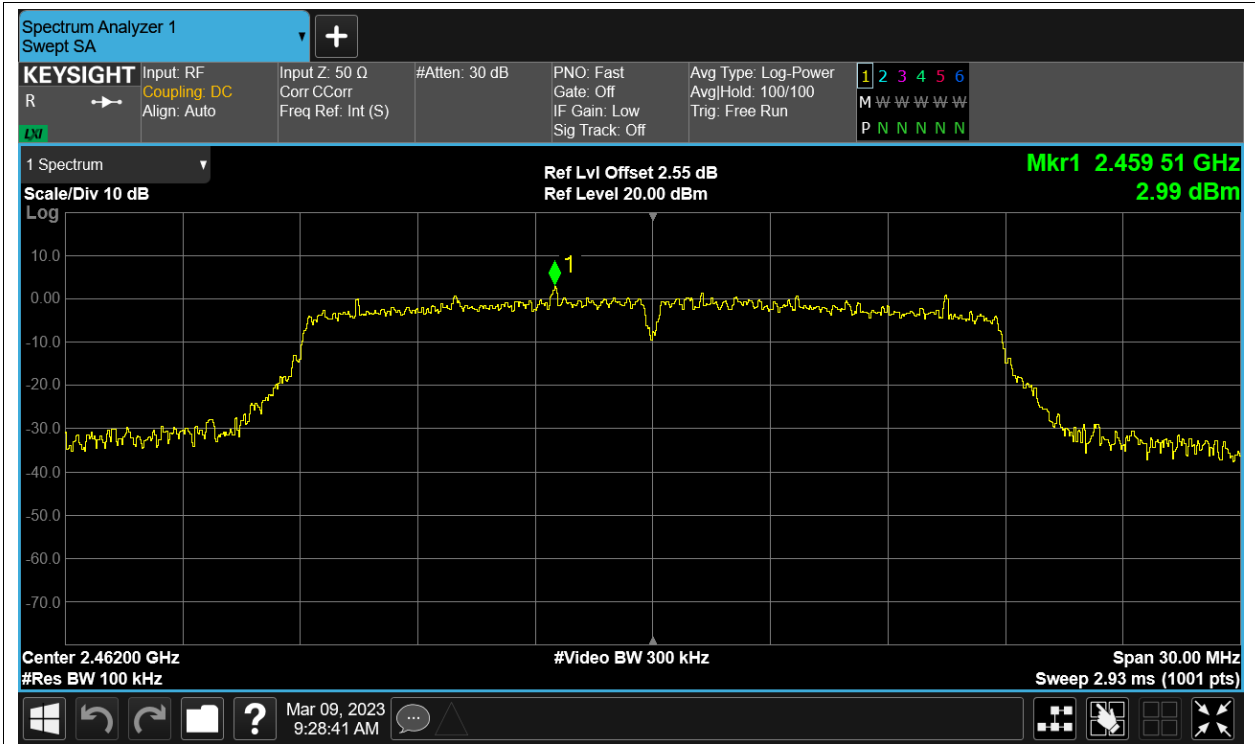 Spectrum Analyzer 1
Swept SA
KEYSIGHT
R
LXI
Input: RF
Coupling: DC
Align: Auto
Input Z: 50 Ω
Corr CCorr
Freq Ref: Int (S)
#Atten: 30 dB
PNO: Fast
Gate: Off
IF Gain: Low
Sig Track: Off
Avg Type: Log-Power
Avg|Hold: 100/100
Trig: Free Run
1 2 3 4 5 6
M W W W W W
P N N N N N
1 Spectrum
Scale/Div 10 dB
Log
Ref Lvl Offset 2.55 dB
Ref Level 20.00 dBm
Mkr1 2.459 51 GHz
2.99 dBm
1
10.0
0.00
-10.0
-20.0
-30.0
-40.0
-50.0
-60.0
-70.0
Center 2.46200 GHz
#Res BW 100 kHz
#Video BW 300 kHz
Span 30.00 MHz
Sweep 2.93 ms (1001 pts)
?
Mar 09, 2023
9:28:41 AM